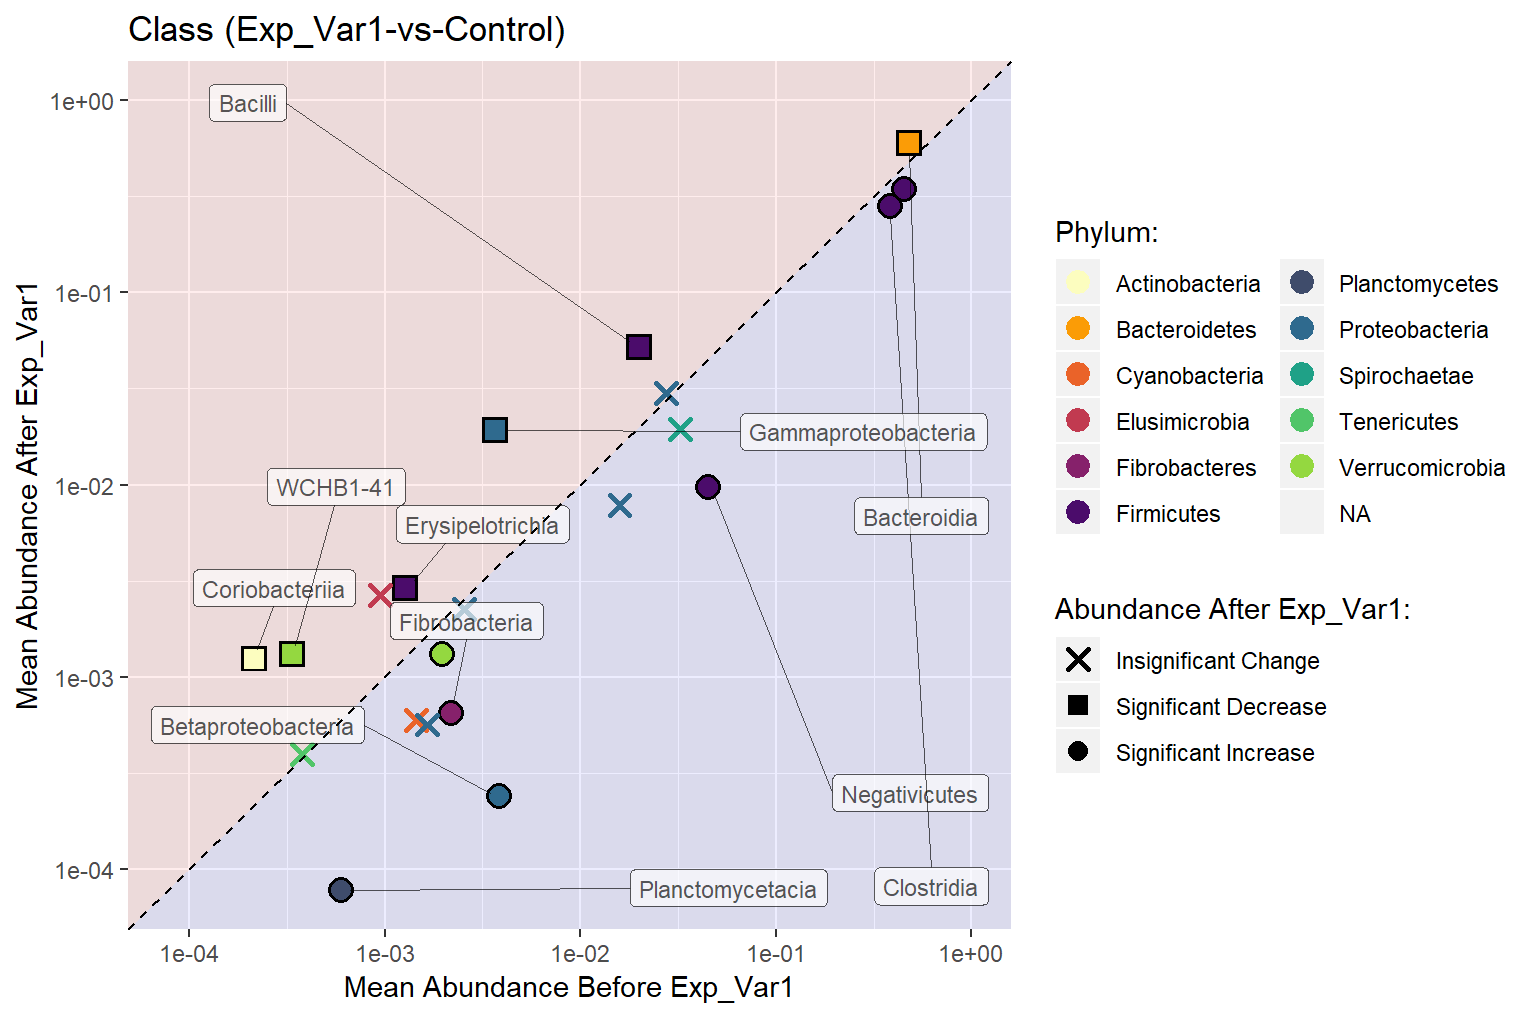 Class (Exp_Var1-vs-Control)
Mean Abundance After Exp_Var1
1e+00
1e-01
1e-02
1e-03
1e-04
Bacilli
Gammaproteobacteria
WCHB1-41
Bacteroidia
Erysipelotrichia
Coriobacteriia
Fibrobacteria
Betaproteobacteria
Negativicutes
Planctomycetacia
Clostridia
1e-04
1e-03
1e-02
1e-01
1e+00
Mean Abundance Before Exp_Var1
Phylum:
Actinobacteria
Bacteroidetes
Cyanobacteria
Elusimicrobia
Fibrobacteres
Firmicutes
Planctomycetes
Proteobacteria
Spirochaetae
Tenericutes
Verrucomicrobia
NA
Abundance After Exp_Var1:
Insignificant Change
Significant Decrease
Significant Increase